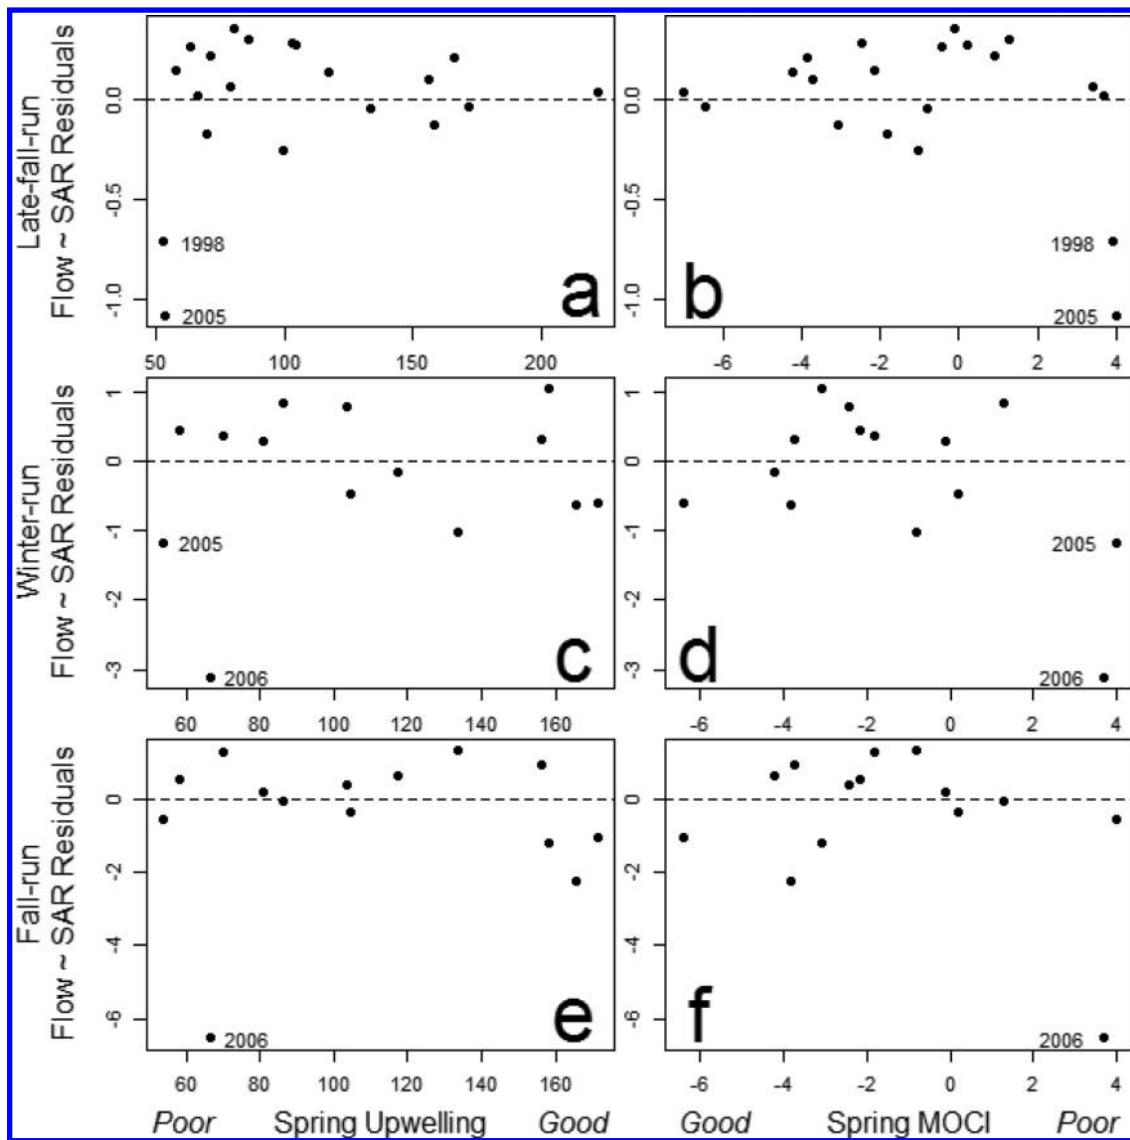 Late-fall-run
Flow ~ SAR Residuals
0.0
-0.5
-1.0
1998
2005
a
50 100 150 200
0.0
-0.5
-1.0
1998
2005
b
-6 -4 -2 0 2 4
Winter-run
Flow ~ SAR Residuals
1
0
-1
-2
-3
2005
2006
c
60 80 100 120 140 160
1
0
-1
-2
-3
2005
2006
d
-6 -4 -2 0 2 4
Fall-run
Flow ~ SAR Residuals
0
-2
-4
-6
2006
e
60 80 100 120 140 160
0
-2
-4
-6
2006
f
-6 -4 -2 0 2 4
Poor Spring Upwelling Good
Good Spring MOCI Poor